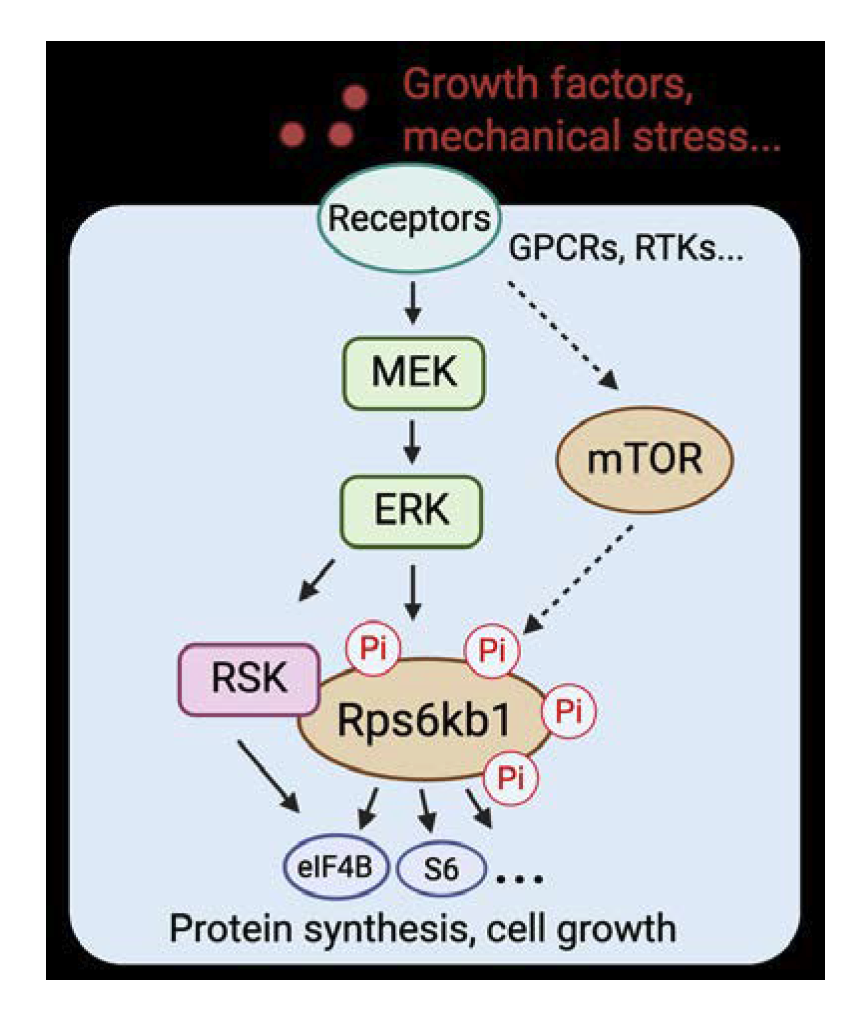 Growth factors,
mechanical stress...
Receptors
GPCRs, RTKs...
MEK
mTOR
ERK
Pi
Pi
RSK
Rps6kb1
Pi
Pi
eIF4B
S6
...
Protein synthesis, cell growth